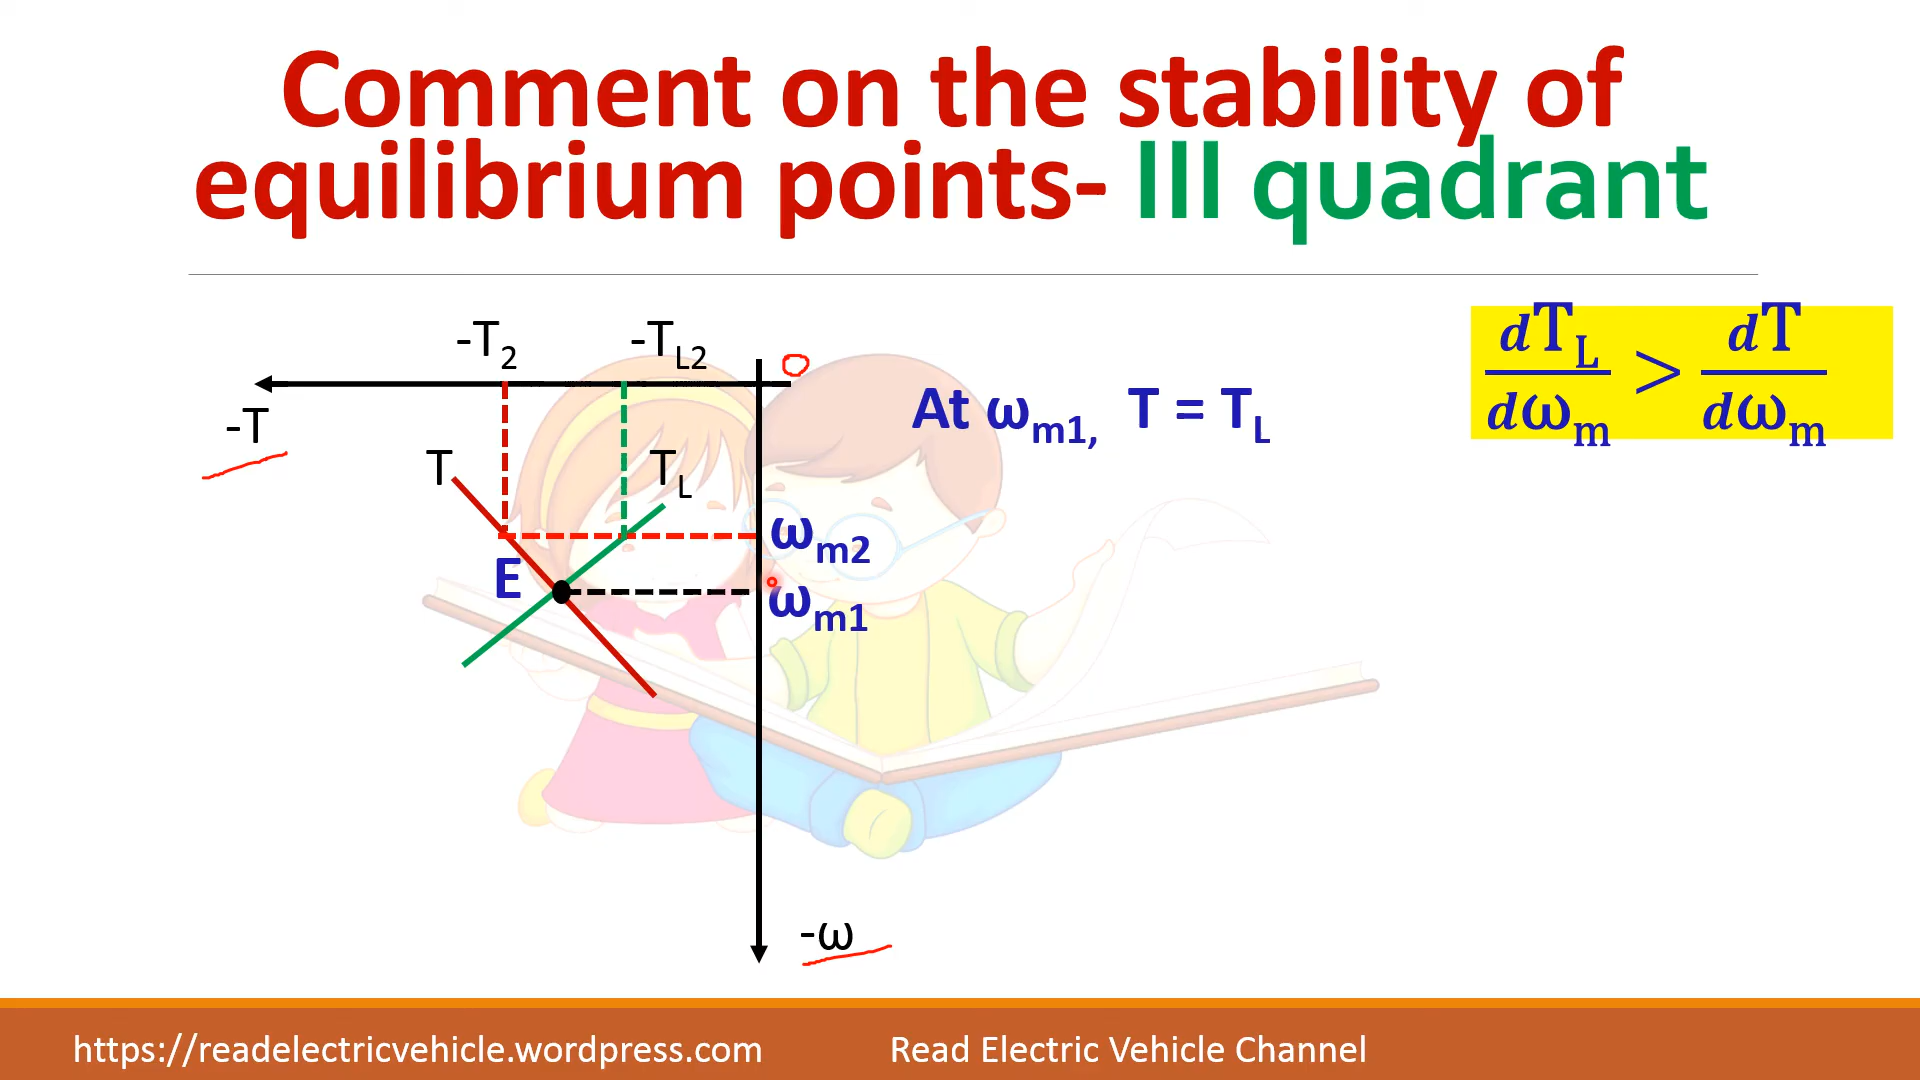 Comment on the stability of
equilibrium points- III quadrant
-T₂
-T_L2
O
-T
T
T_L
At ω_m1, T = T_L
dT_L/dω_m > dT/dω_m
ω_m2
E
ω_m1
-ω
https://readelectricvehicle.wordpress.com
Read Electric Vehicle Channel